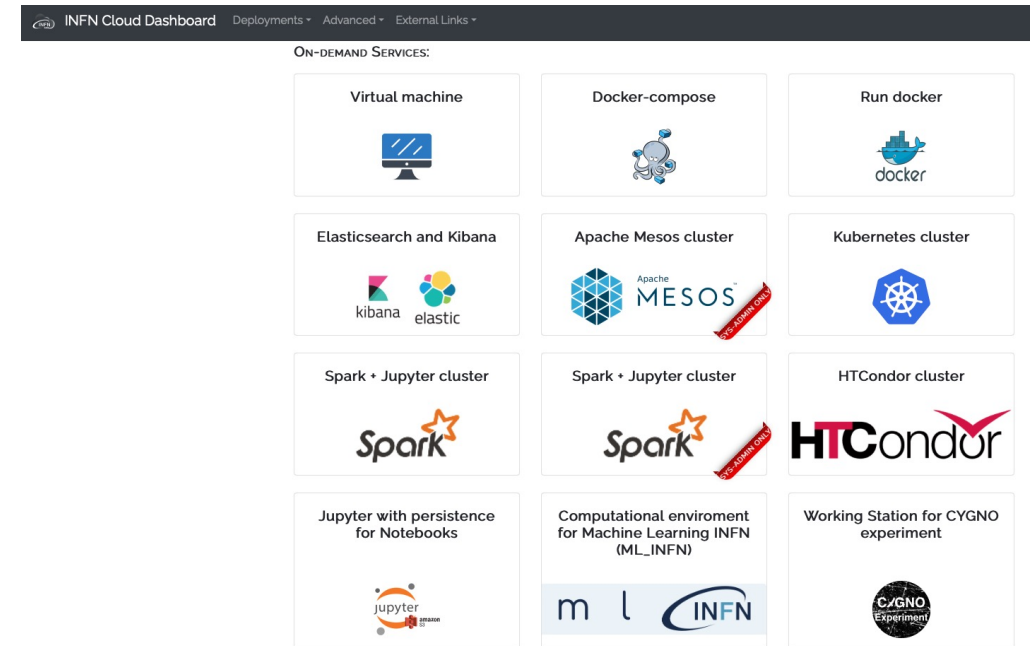 INFN INFN Cloud Dashboard Deployments Advanced External Links
ON-DEMAND SERVICES:
Virtual machine
Docker-compose
Run docker
docker
Elasticsearch and Kibana
kibana
elastic
Apache Mesos cluster
Apache
MESOS
SYS-ADMIN ONLY
Kubernetes cluster
Spark + Jupyter cluster
Spark
Spark + Jupyter cluster
Spark
SYS-ADMIN ONLY
HTCondor cluster
HTCondor
Jupyter with persistence
for Notebooks
Jupyter
amazon
S3
Computational enviroment
for Machine Learning INFN
(ML_INFN)
m l INFN
Working Station for CYGNO
experiment
CYGNO
Experiment